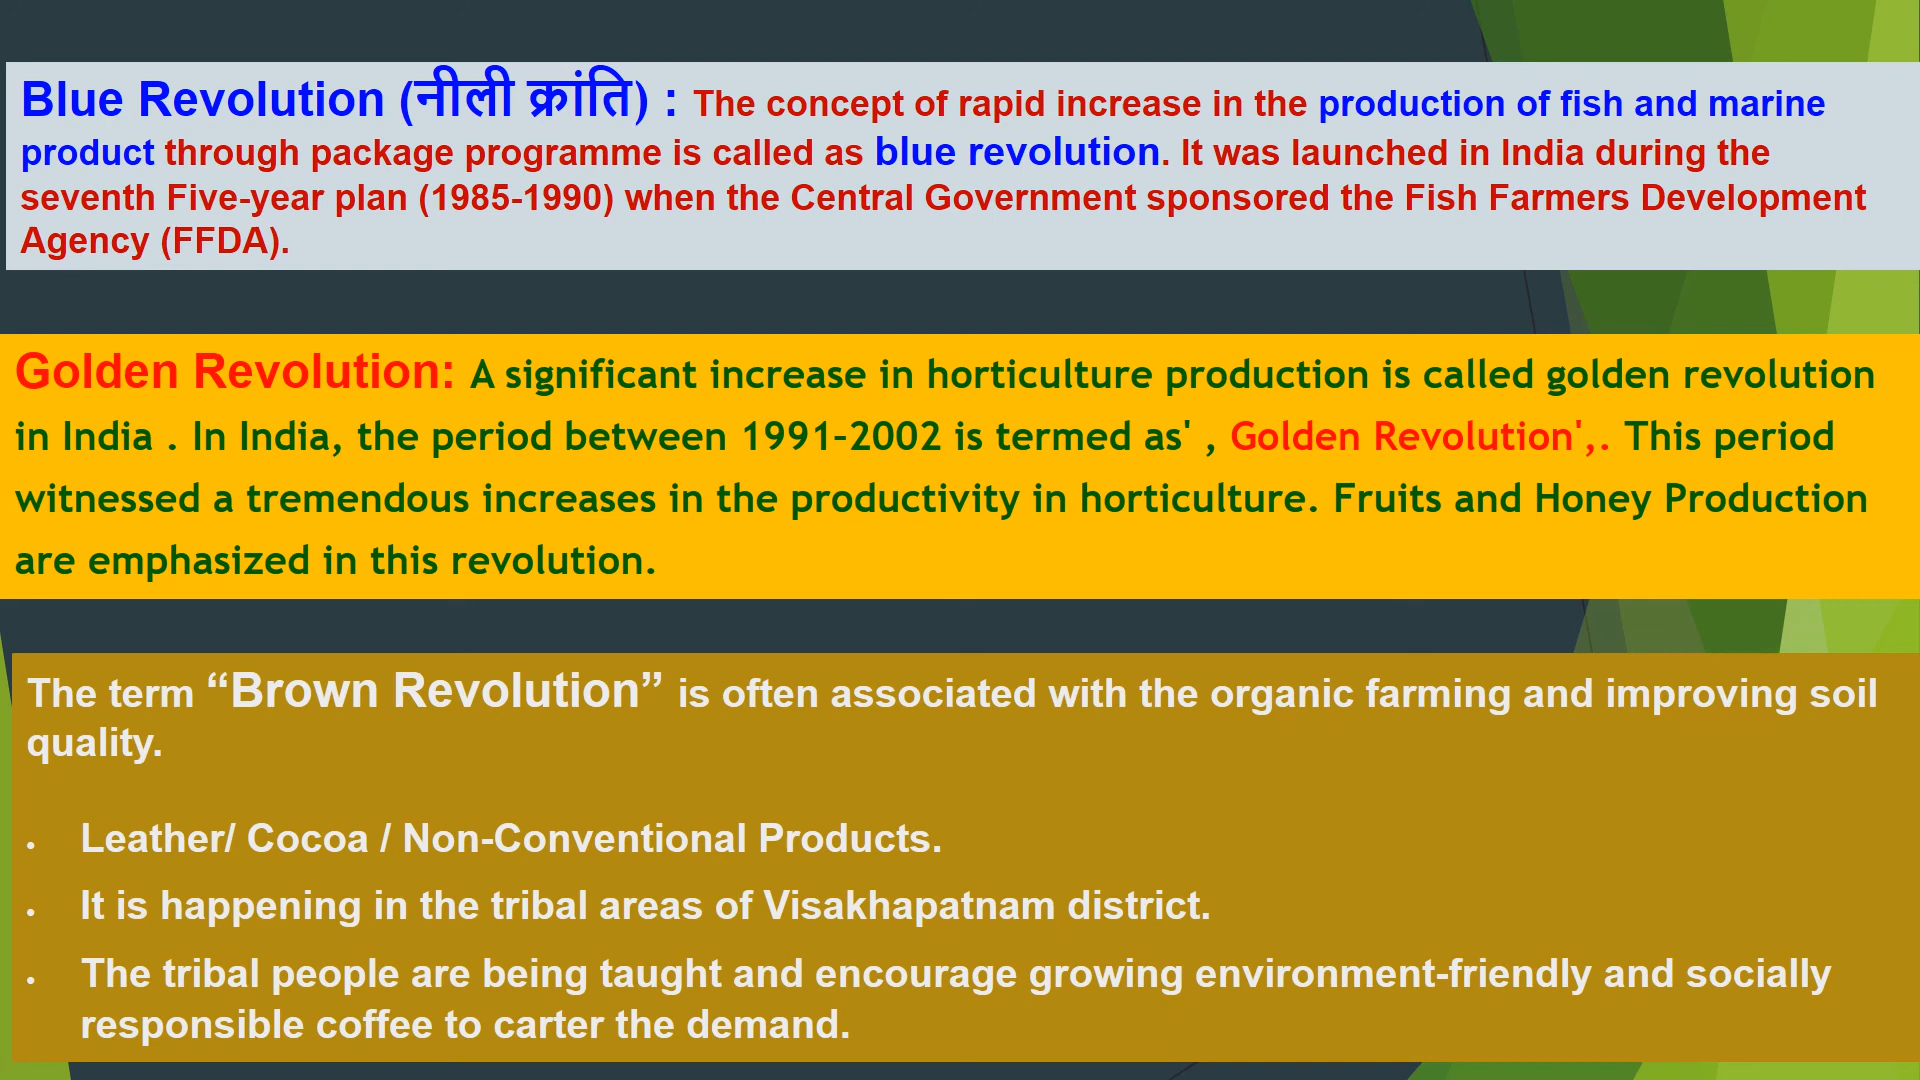 Blue Revolution (नीली क्रांति) : The concept of rapid increase in the production of fish and marine
product through package programme is called as blue revolution. It was launched in India during the
seventh Five-year plan (1985-1990) when the Central Government sponsored the Fish Farmers Development
Agency (FFDA).
Golden Revolution: A significant increase in horticulture production is called golden revolution
in India . In India, the period between 1991–2002 is termed as' , Golden Revolution',. This period
witnessed a tremendous increases in the productivity in horticulture. Fruits and Honey Production
are emphasized in this revolution.
The term “Brown Revolution” is often associated with the organic farming and improving soil
quality.
• Leather/ Cocoa / Non-Conventional Products.
• It is happening in the tribal areas of Visakhapatnam district.
• The tribal people are being taught and encourage growing environment-friendly and socially
responsible coffee to carter the demand.